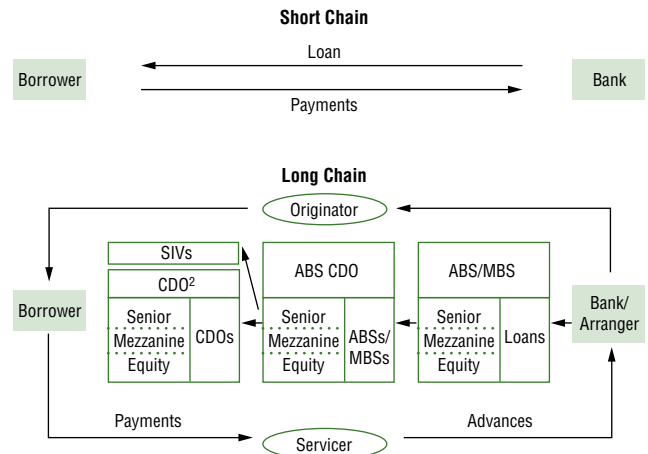 Short Chain
Loan
Borrower
Bank
Payments
Long Chain
Originator
SIVs
CDO²
ABS CDO
ABS/MBS
Borrower
Senior
Mezzanine
Equity
CDOs
Senior
Mezzanine
Equity
ABSs/
MBSs
Senior
Mezzanine
Equity
Loans
Bank/
Arranger
Payments
Advances
Servicer